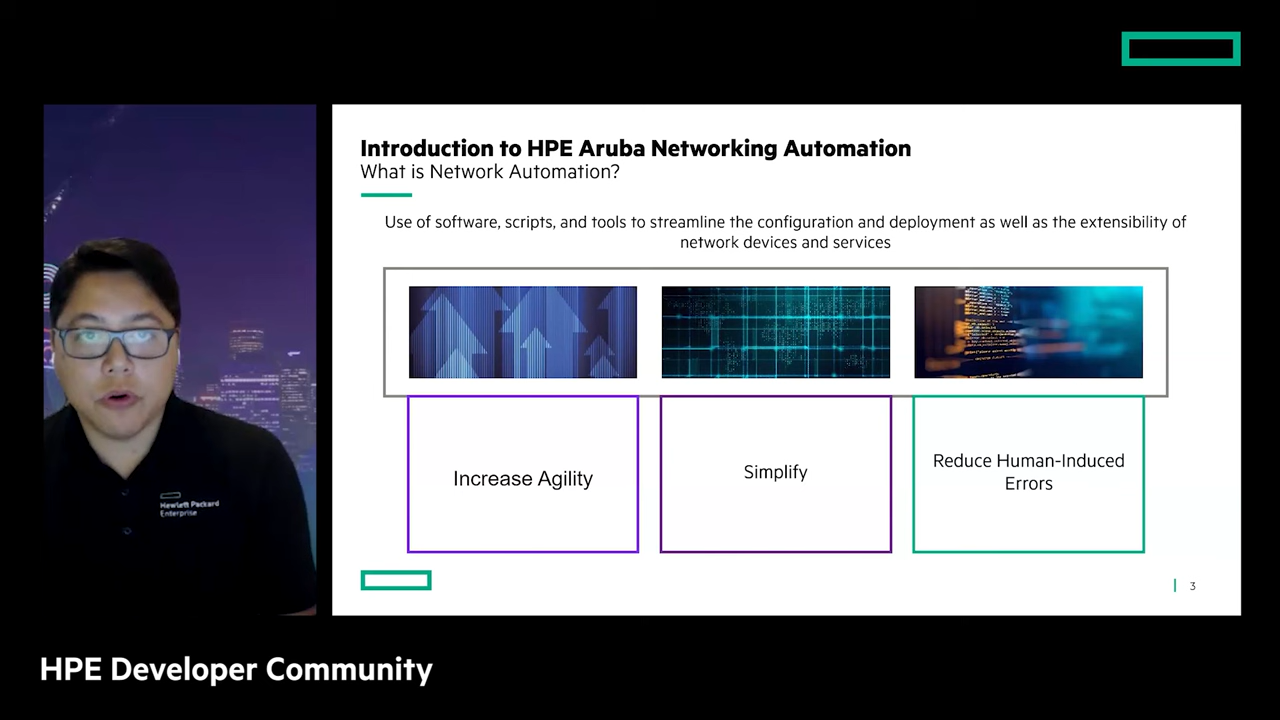 Introduction to HPE Aruba Networking Automation
What is Network Automation?
Use of software, scripts, and tools to streamline the configuration and deployment as well as the extensibility of
network devices and services
Increase Agility
Simplify
Reduce Human-Induced
Errors
3
Hewlett Packard
Enterprise
HPE Developer Community